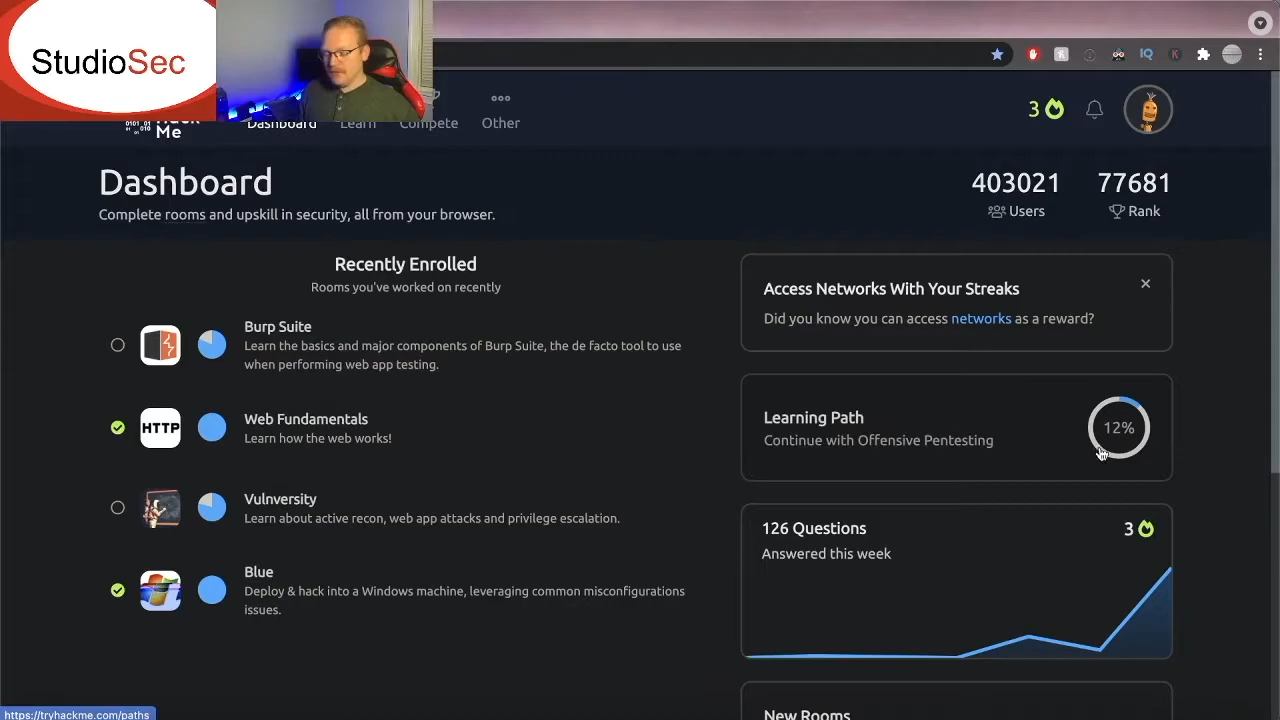 StudioSec
Hack
Me
Dashboard
Learn
Compete
Other
3
Dashboard
Complete rooms and upskill in security, all from your browser.
403021
Users
77681
Rank
Recently Enrolled
Rooms you've worked on recently
Burp Suite
Learn the basics and major components of Burp Suite, the de facto tool to use
when performing web app testing.
HTTP
Web Fundamentals
Learn how the web works!
Vulnversity
Learn about active recon, web app attacks and privilege escalation.
Blue
Deploy & hack into a Windows machine, leveraging common misconfigurations
issues.
Access Networks With Your Streaks
Did you know you can access networks as a reward?
Learning Path
Continue with Offensive Pentesting
12%
126 Questions
3
Answered this week
New Rooms
https://tryhackme.com/paths